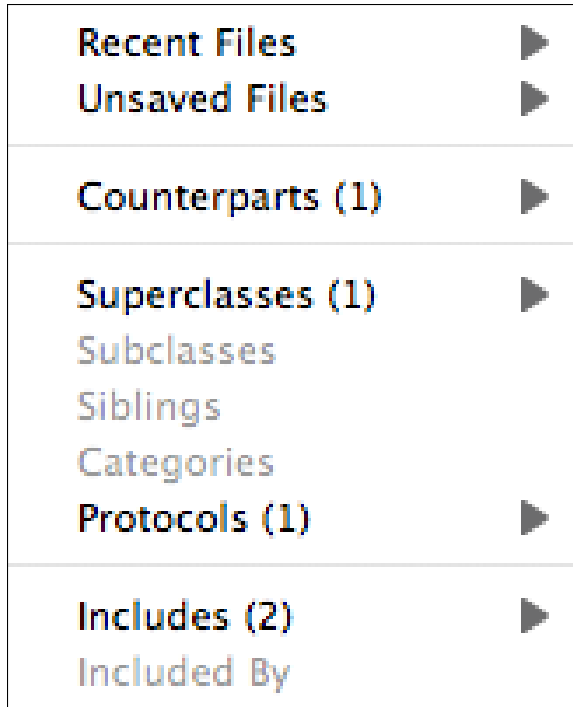 Recent Files
Unsaved Files
Counterparts (1)
Superclasses (1)
Subclasses
Siblings
Categories
Protocols (1)
Includes (2)
Included By